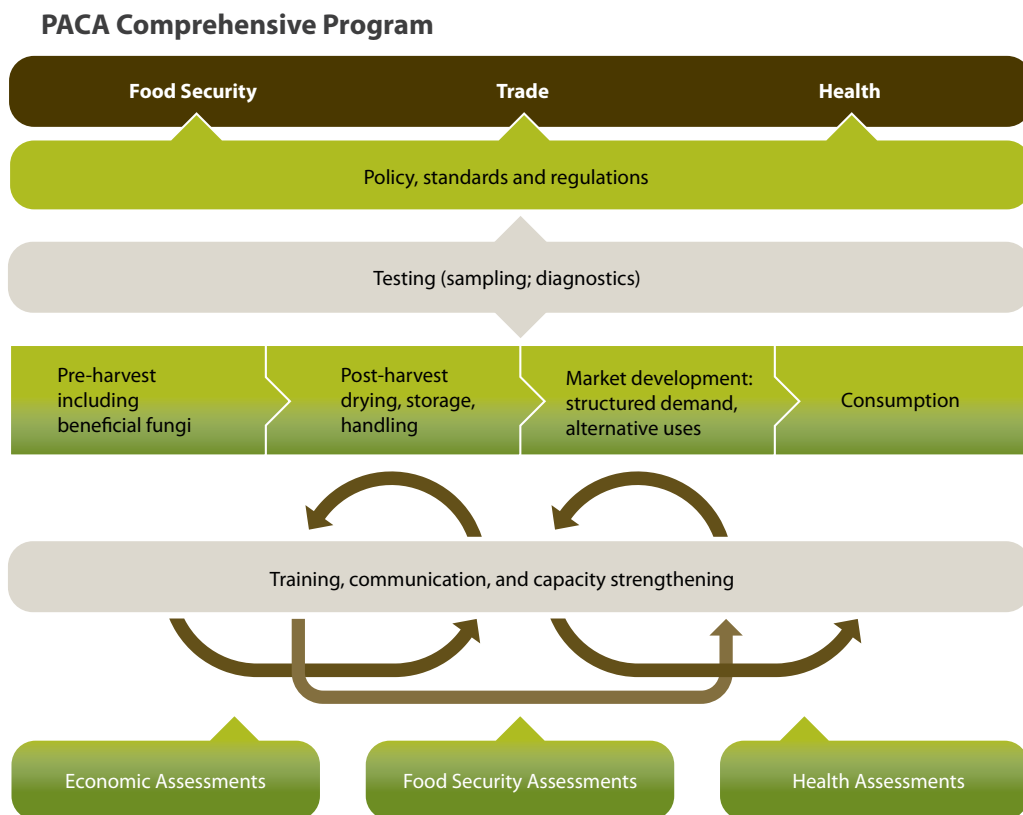 PACA Comprehensive Program
Food Security
Trade
Health
Policy, standards and regulations
Testing (sampling; diagnostics)
Pre-harvest
including
beneficial fungi
Post-harvest
drying, storage,
handling
Market development:
structured demand,
alternative uses
Consumption
Training, communication, and capacity strengthening
Economic Assessments
Food Security Assessments
Health Assessments